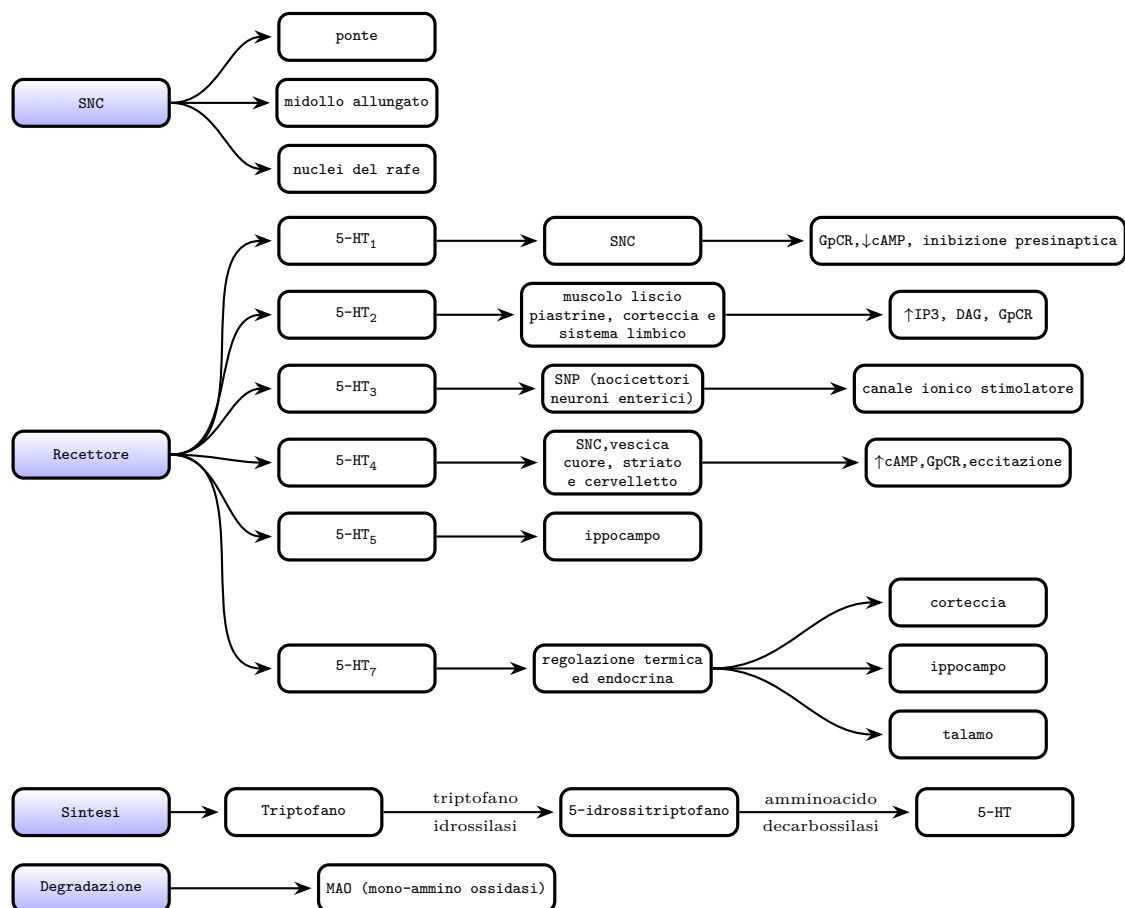 ponte
SNC
midollo allungato
nuclei del rafe
5-HT₁
SNC
GpCR,↓cAMP, inibizione presinaptica
5-HT₂
muscolo liscio
piastrine, corteccia e
sistema limbico
↑IP3, DAG, GpCR
5-HT₃
SNP (nocicettori
neuroni enterici)
canale ionico stimolatore
Recettore
5-HT₄
SNC,vescica
cuore, striato
e cervelletto
↑cAMP,GpCR,eccitazione
5-HT₅
ippocampo
5-HT₇
regolazione termica
ed endocrina
corteccia
ippocampo
talamo
Sintesi
Triptofano
triptofano
idrossilasi
5-idrossitriptofano
amminoacido
decarbossilasi
5-HT
Degradazione
MAO (mono-ammino ossidasi)